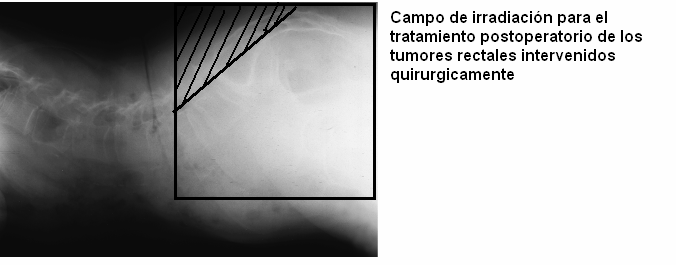 Campo de irradiación para el
tratamiento postoperatorio de los
tumores rectales intervenidos
quirurgicamente